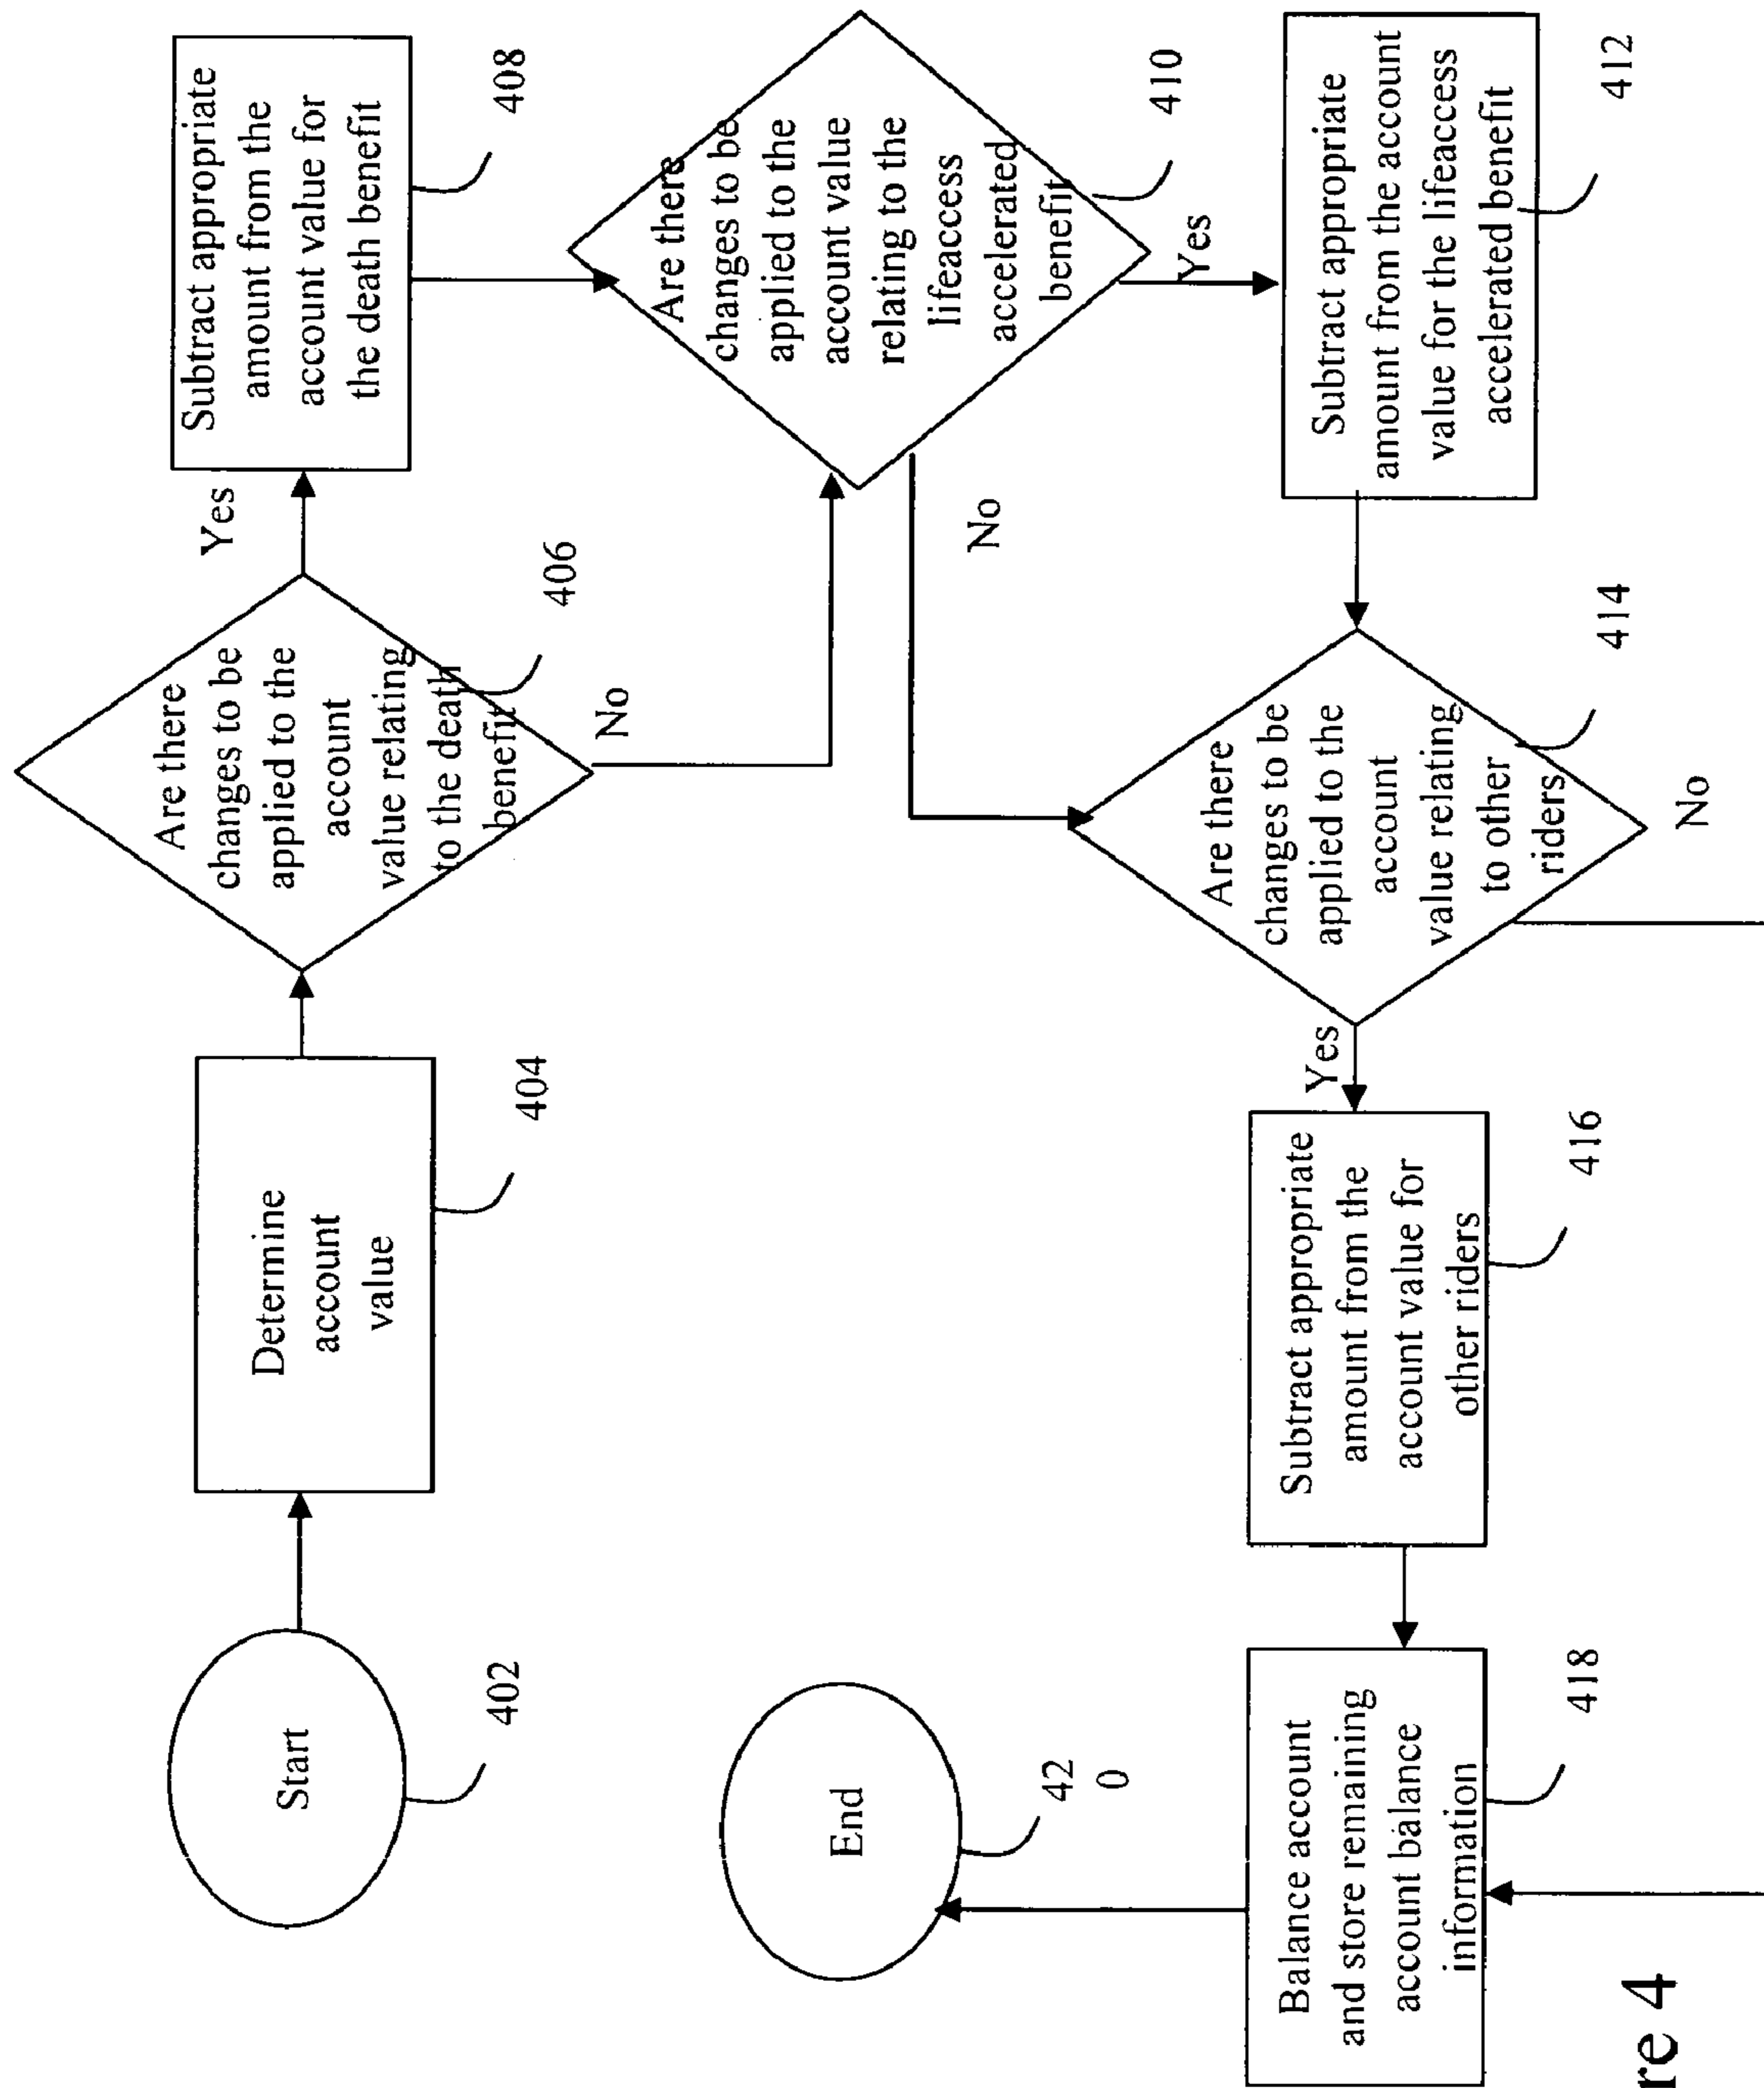 Start
402
Determine
account
value
404
Are there
changes to be
applied to the
account
value relating
to the death
benefit
406
Yes
No
Subtract appropriate
amount from the
account value for
the death benefit
408
Are there
changes to be
applied to the
account value
relating to the
lifeaccess
accelerated
benefit
410
Yes
No
Subtract appropriate
amount from the account
value for the lifeaccess
accelerated benefit
412
Are there
changes to be
applied to the
account
value relating
to other
riders
414
Yes
No
Subtract appropriate
amount from the
account value for
other riders
416
Balance account
and store remaining
account balance
information
418
End
42
0
re 4